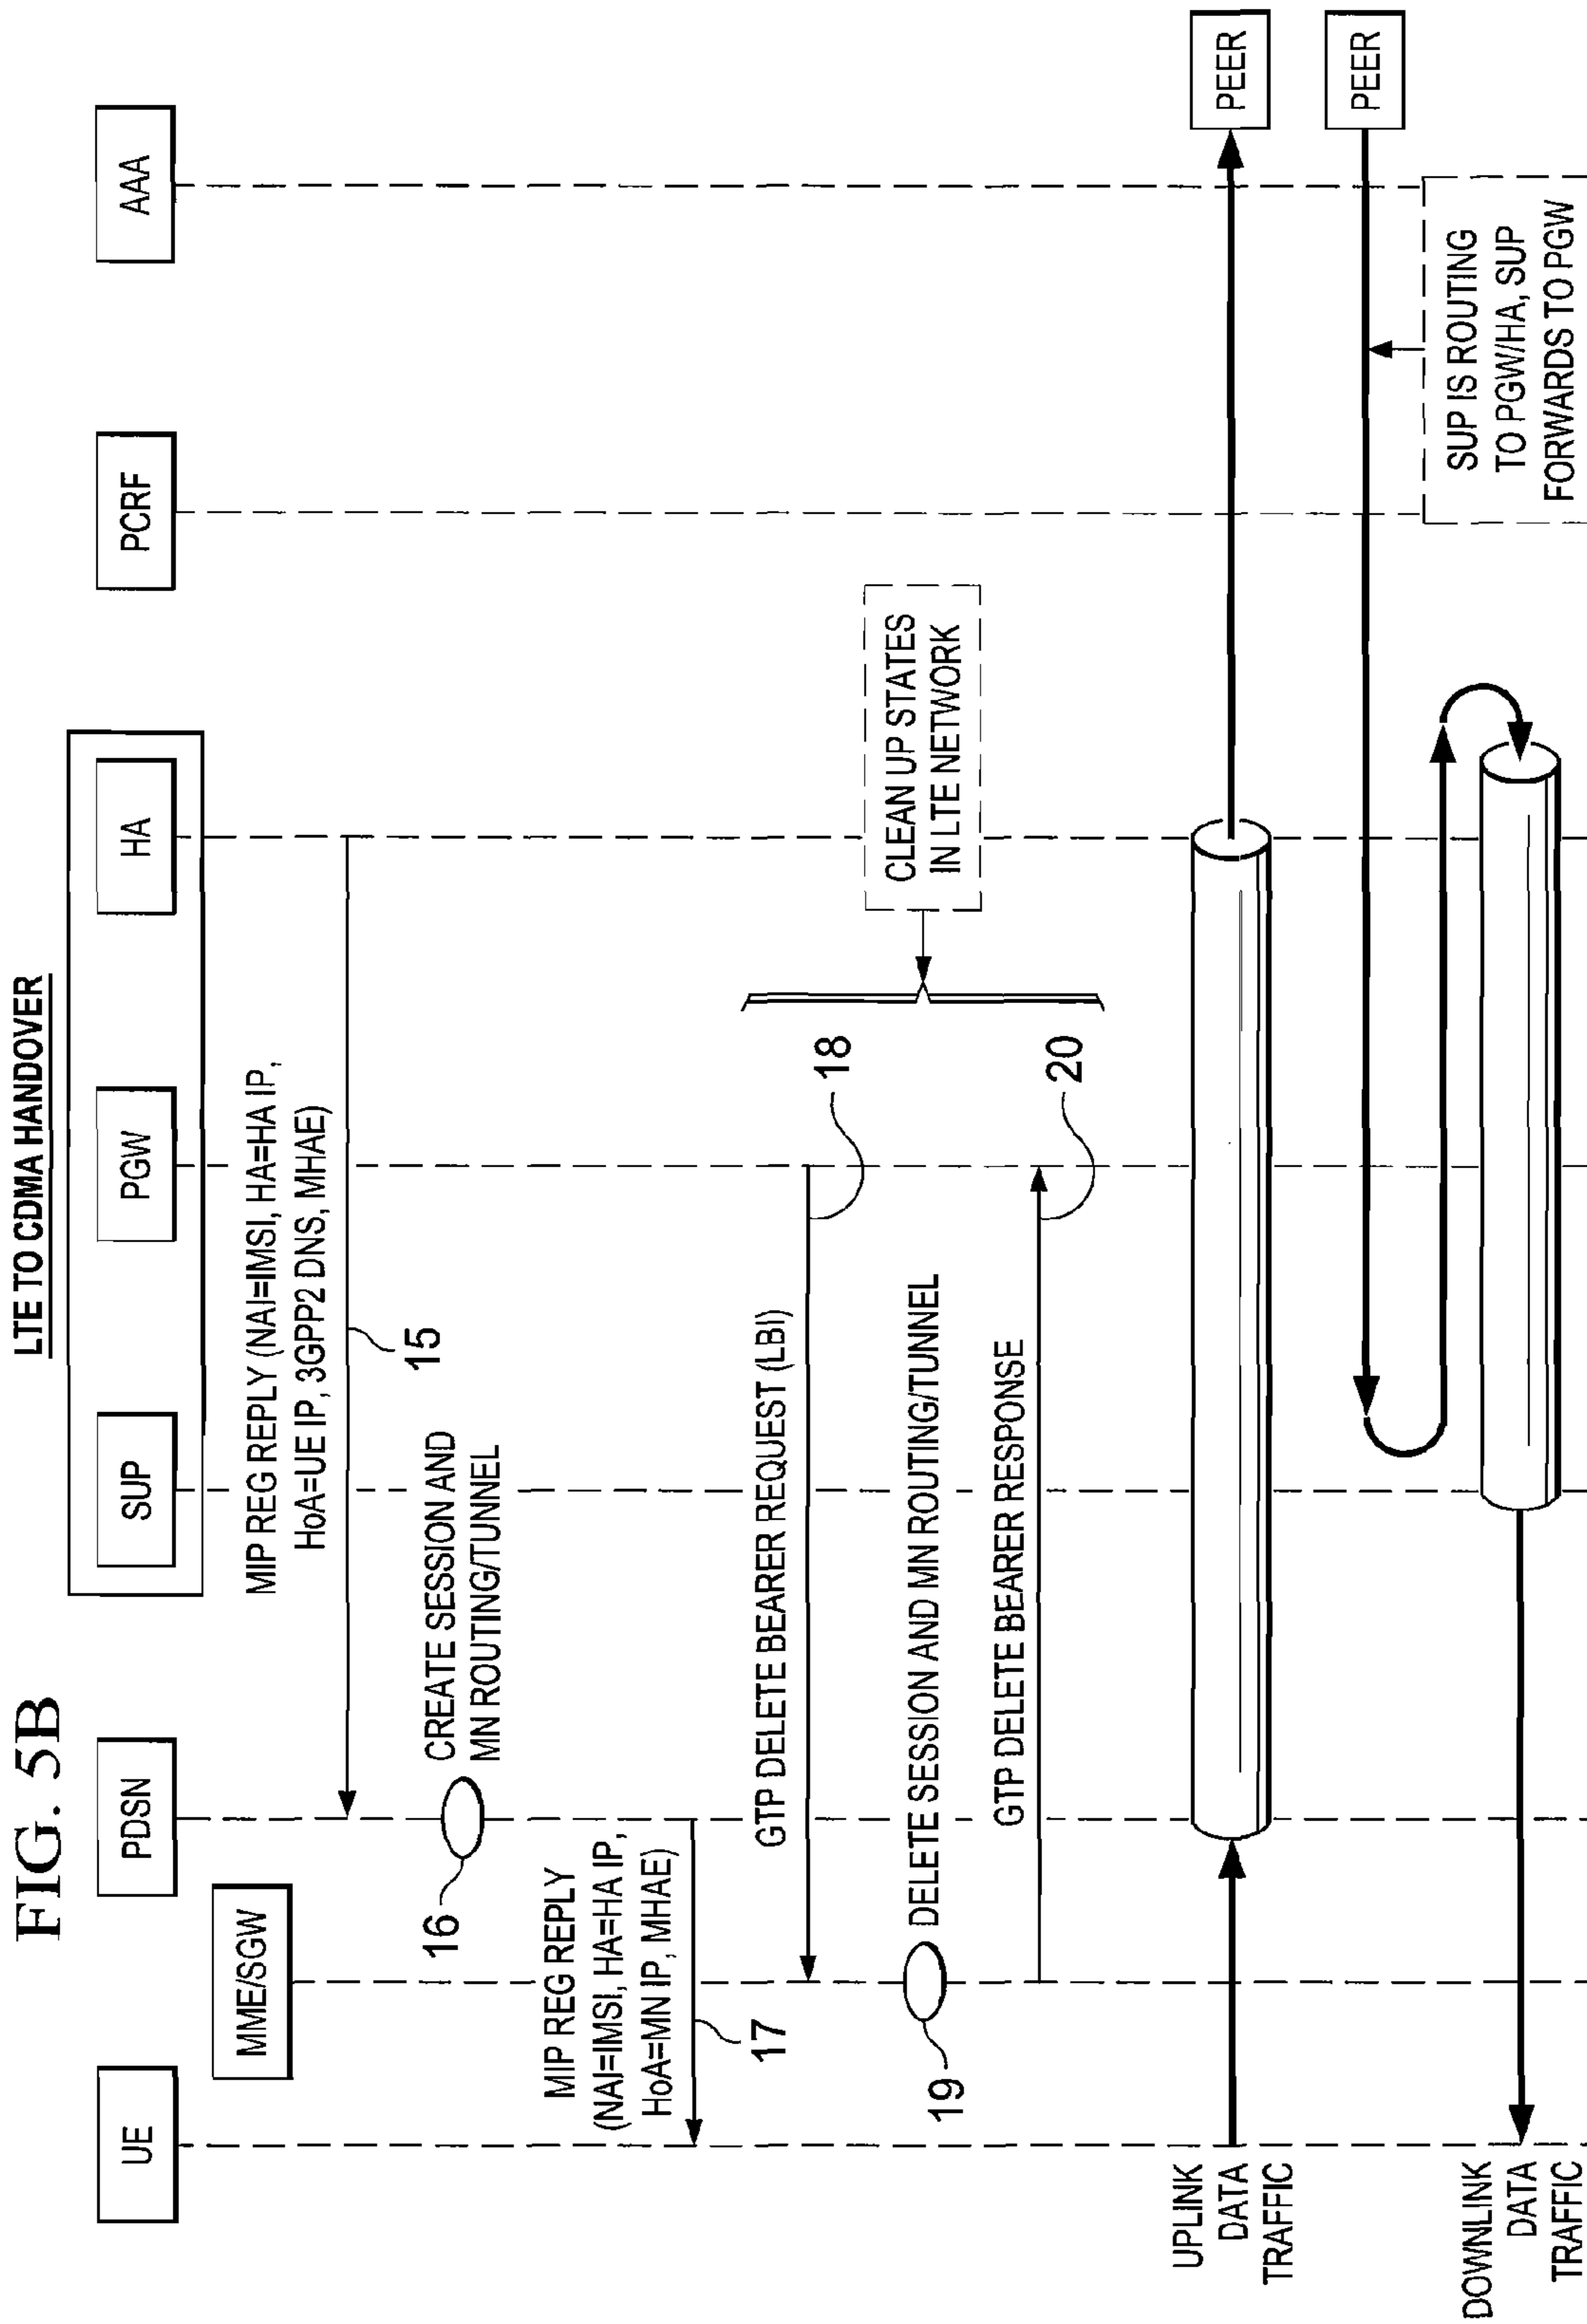 FIG. 5B
LTE TO CDMA HANDOVER
UE
MME/SGW
PDSN
SUP
PGW
HA
PCRF
AAA
MIP REG REPLY (NAI=IMSI, HA=HA IP,
HoA=UE IP, 3GPP2 DNS, MHAE)
15
CREATE SESSION AND
MN ROUTING/TUNNEL
16
MIP REG REPLY
(NAI=IMSI, HA=HA IP,
HoA=MN IP, MHAE)
17
GTP DELETE BEARER REQUEST (LBI)
18
CLEAN UP STATES
IN LTE NETWORK
DELETE SESSION AND MN ROUTING/TUNNEL
19
GTP DELETE BEARER RESPONSE
20
UPLINK
DATA
TRAFFIC
PEER
PEER
SUP IS ROUTING
TO PGW/HA, SUP
FORWARDS TO PGW
DOWNLINK
DATA
TRAFFIC